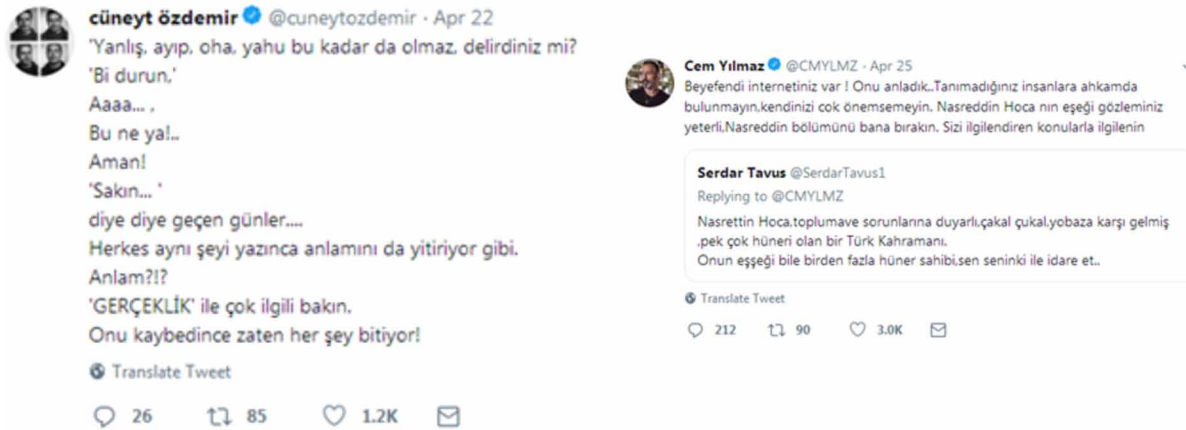 cüneyt özdemir @cuneytozdemir · Apr 22
'Yanlış, ayıp, oha, yahu bu kadar da olmaz, delirdiniz mi?
'Bi durun,'
Aaaa... ,
Bu ne ya!..
Aman!
'Sakın... '
diye diye geçen günler....
Herkes aynı şeyi yazınca anlamını da yitiriyor gibi.
Anlam?!?
'GERÇEKLİK' ile çok ilgili bakın.
Onu kaybedince zaten her şey bitiyor!
Translate Tweet
26 85 1.2K
Cem Yılmaz @CMYLMZ · Apr 25
Beyefendi internetiniz var ! Onu anladık..Tanımadığınız insanlara ahkamda
bulunmayın,kendinizi cok önemsemeyin. Nasreddin Hoca nın eşeği gözleminiz
yeterli,Nasreddin bölümünü bana bırakın. Sizi ilgilendiren konularla ilgilenin
Serdar Tavus @SerdarTavus1
Replying to @CMYLMZ
Nasrettin Hoca,toplumave sorunlarına duyarlı,çakal çukal,yobaza karşı gelmiş
,pek çok hüneri olan bir Türk Kahramanı.
Onun eşşeği bile birden fazla hüner sahibi,sen seninki ile idare et..
Translate Tweet
212 90 3.0K